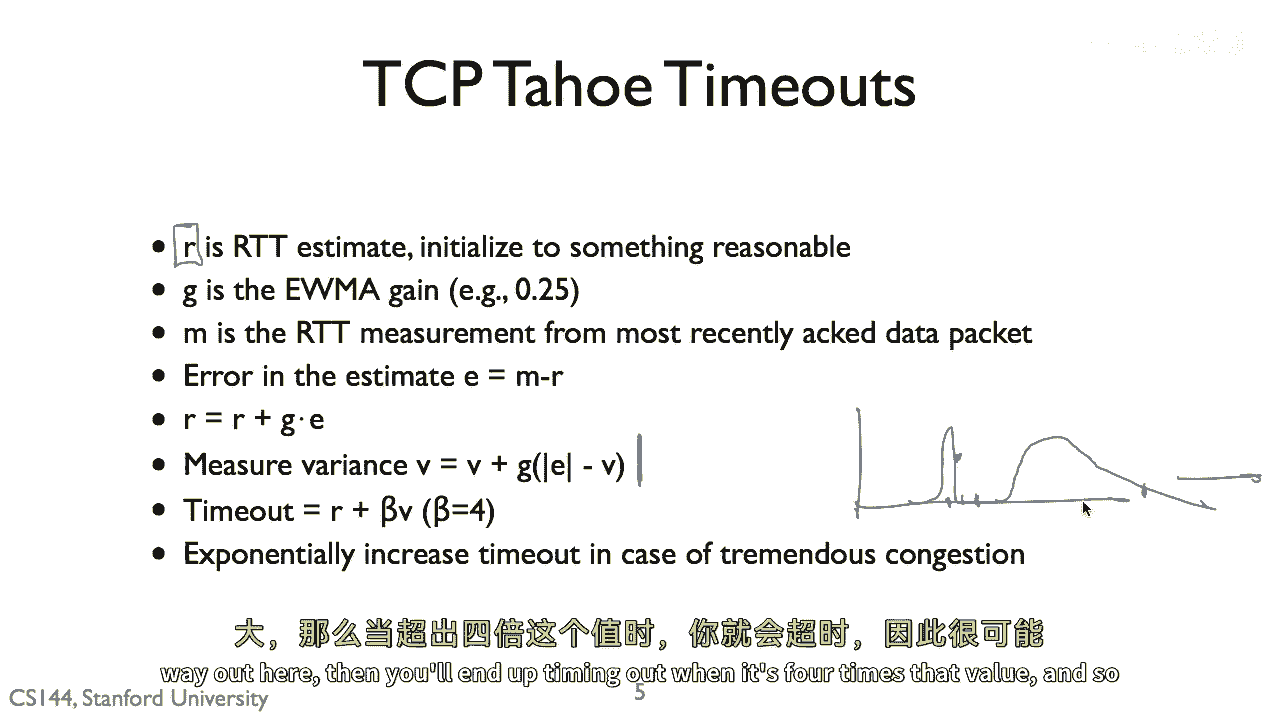 TCP Tahoe Timeouts
• r is RTT estimate, initialize to something reasonable
• g is the EWMA gain (e.g., 0.25)
• m is the RTT measurement from most recently acked data packet
• Error in the estimate e = m-r
• r = r + g·e
• Measure variance v = v + g(|e| - v)
• Timeout = r + βv (β=4)
• Exponentially increase timeout in case of tremendous congestion
大，那么当超出四倍这个值时，你就会超时，因此很可能
way out here, then you'll end up timing out when it's four times that value, and so
CS144, Stanford University
5